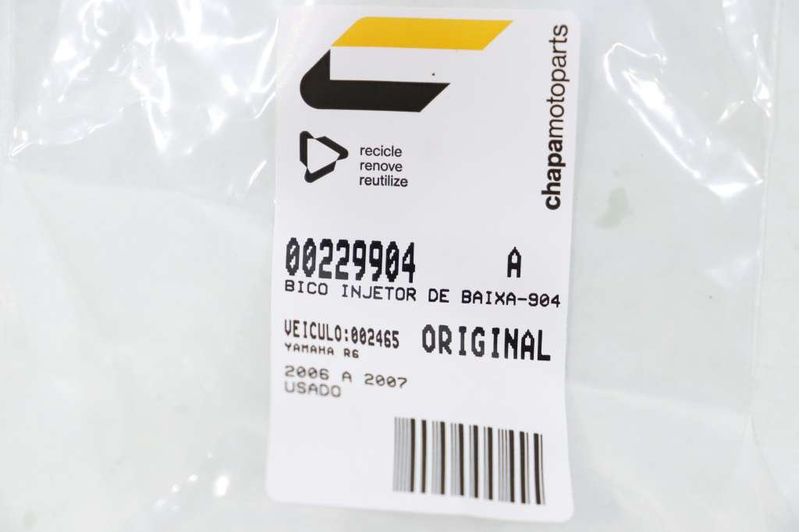 chapamotoparts
recicle
renove
reutilize
00229904 A
BICO INJETOR DE BAIXA-904
VEICULO:002465 ORIGINAL
YAMAHA R6
2006 A 2007
USADO